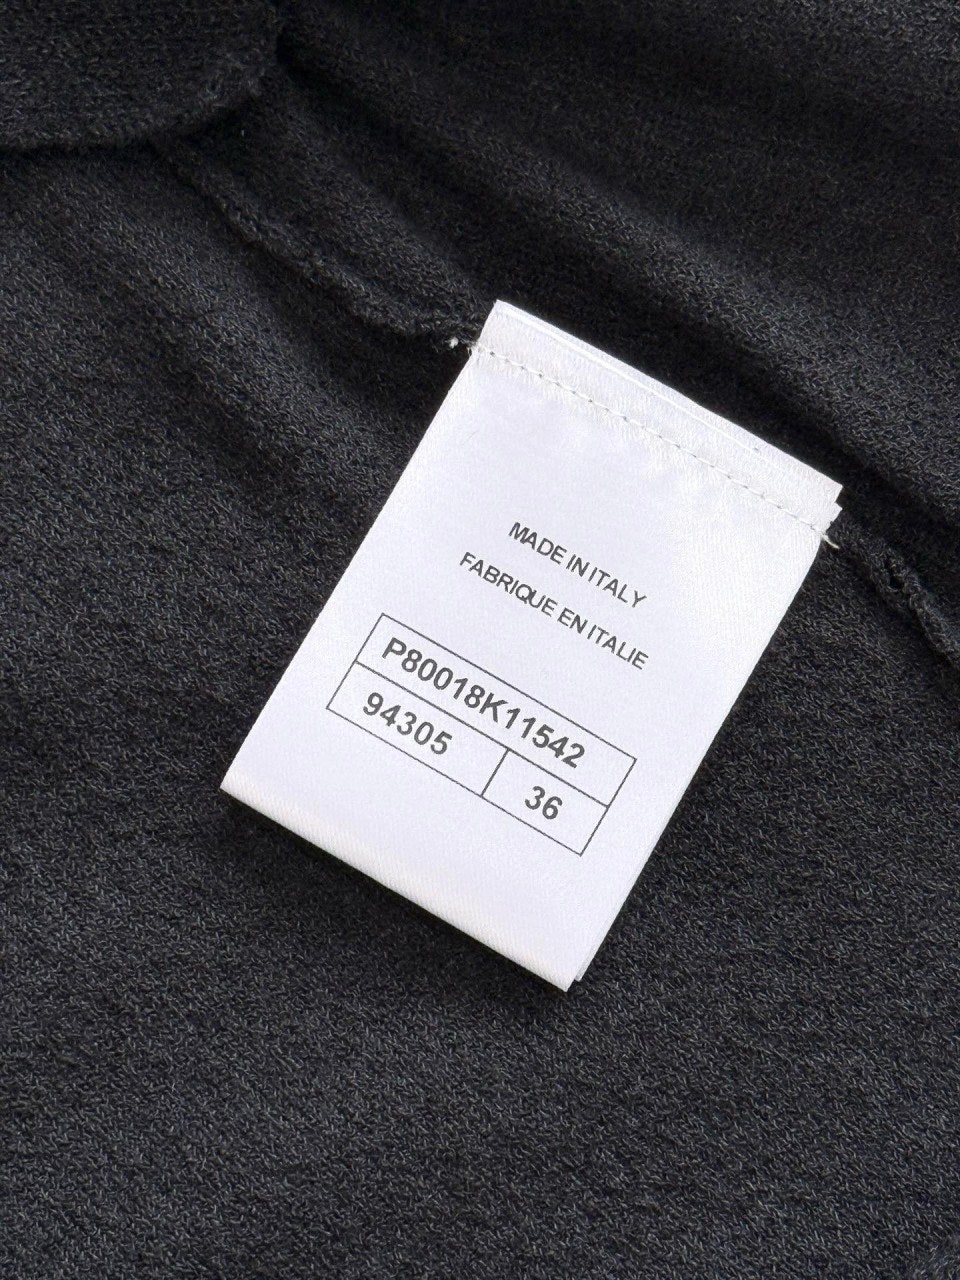 MADE IN ITALY
FABRIQUE EN ITALIE
P80018K11542
94305 36